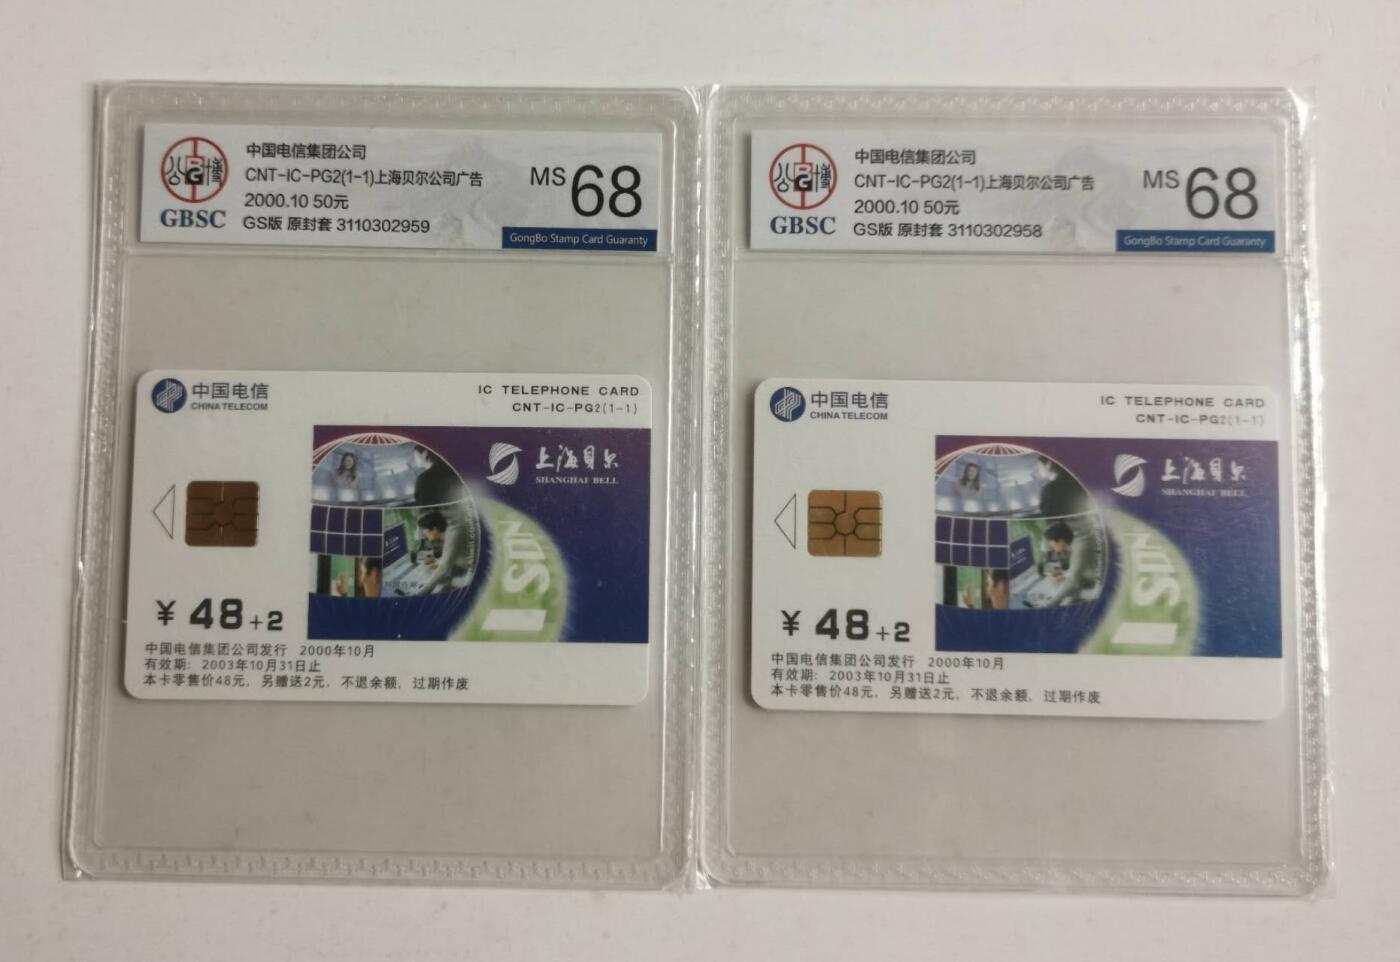 公博
BG
GBSC
中国电信集团公司
CNT-IC-PG2(1-1)上海贝尔公司广告
2000.10 50元
GS版 原封套 3110302959
MS 68
GongBo Stamp Card Guaranty
公博
BG
GBSC
中国电信集团公司
CNT-IC-PG2(1-1)上海贝尔公司广告
2000.10 50元
GS版 原封套 3110302958
MS 68
GongBo Stamp Card Guaranty
中国电信
CHINA TELECOM
IC TELEPHONE CARD
CNT-IC-PG2(1-1)
上海贝尔
SHANGHAI BELL
ISDN
¥ 48+2
中国电信集团公司发行 2000年10月
有效期: 2003年10月31日止
本卡零售价48元, 另赠送2元, 不退余额, 过期作废
中国电信
CHINA TELECOM
IC TELEPHONE CARD
CNT-IC-PG2(1-1)
上海贝尔
SHANGHAI BELL
ISDN
¥ 48+2
中国电信集团公司发行 2000年10月
有效期: 2003年10月31日止
本卡零售价48元, 另赠送2元, 不退余额, 过期作废